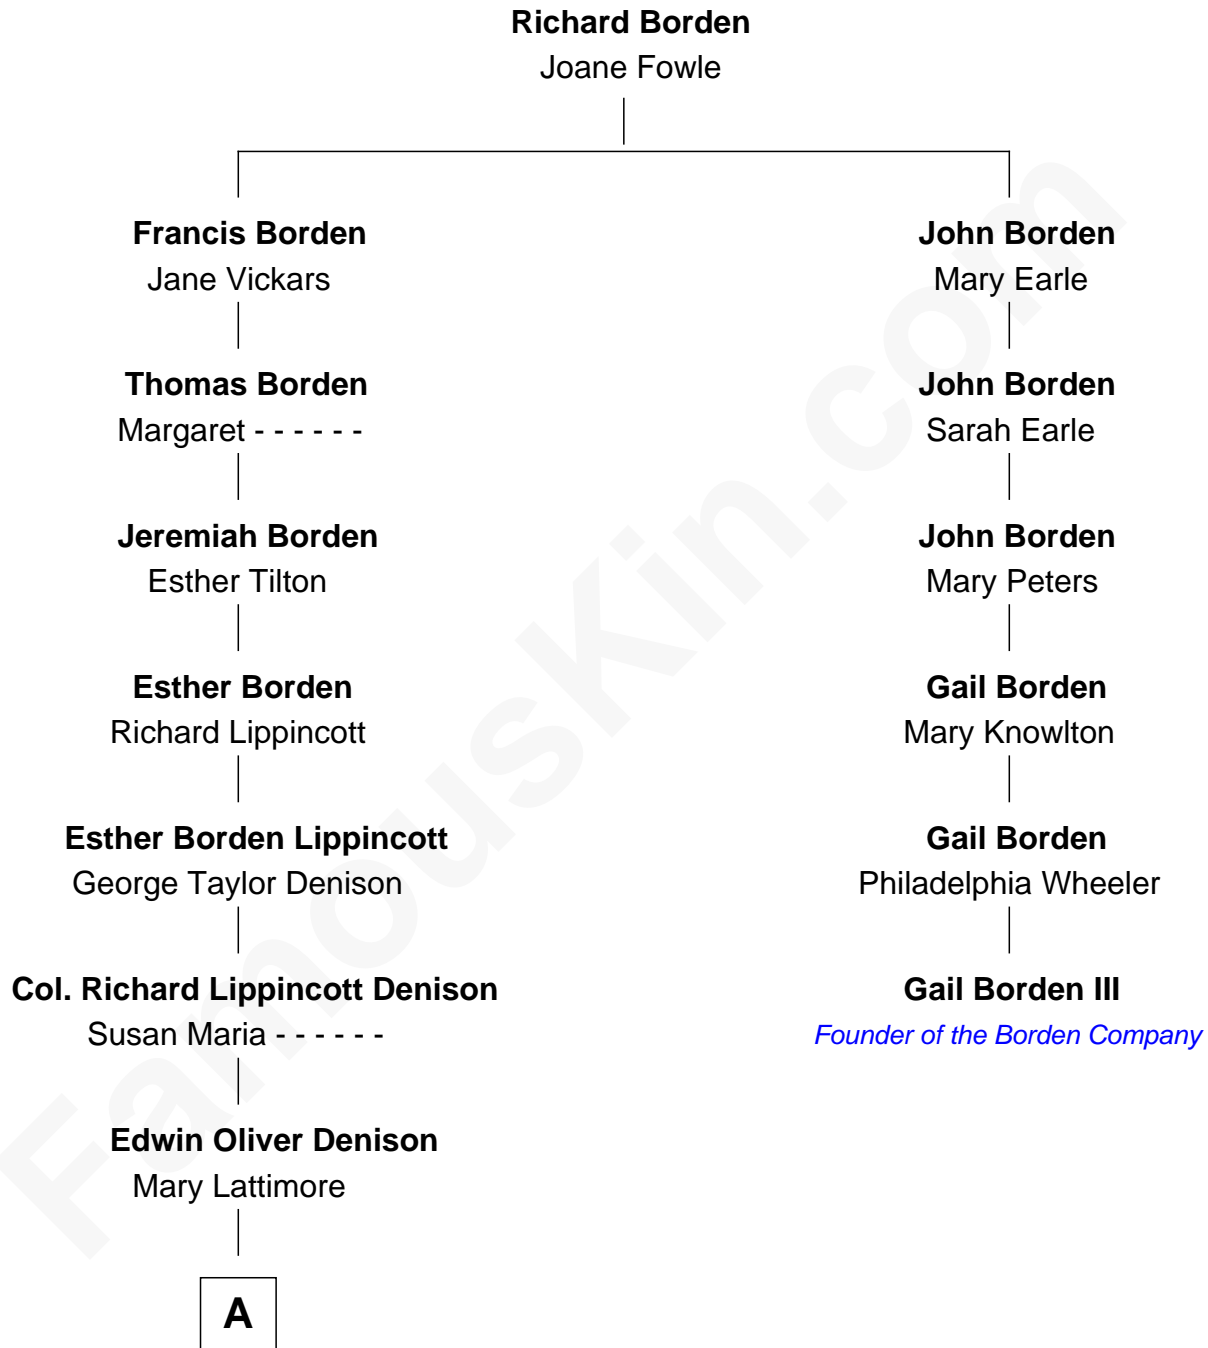 Richard Borden
Joane Fowle
Francis Borden
Jane Vickars
Thomas Borden
Margaret - - - - - -
Jeremiah Borden
Esther Tilton
Esther Borden
Richard Lippincott
Esther Borden Lippincott
George Taylor Denison
Col. Richard Lippincott Denison
Susan Maria - - - - - -
Edwin Oliver Denison
Mary Lattimore
A
John Borden
Mary Earle
John Borden
Sarah Earle
John Borden
Mary Peters
Gail Borden
Mary Knowlton
Gail Borden
Philadelphia Wheeler
Gail Borden III
Founder of the Borden Company
FamousKin.com